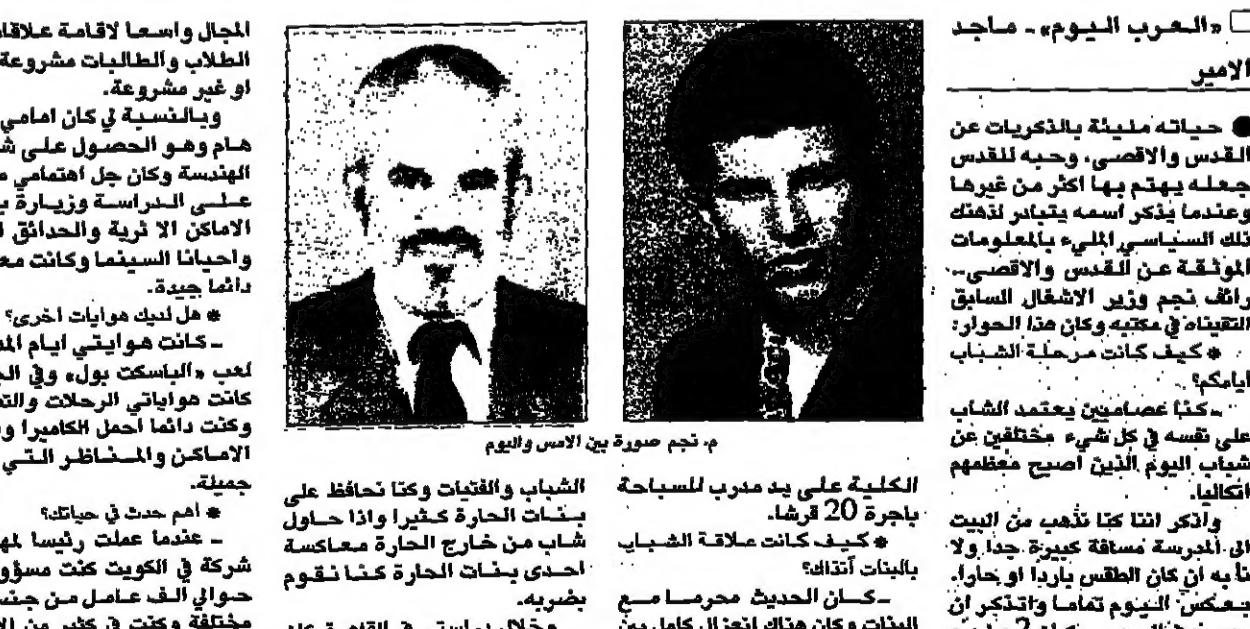 «العرب اليوم» - ماجد
الامير
حياته مليئة بالذكريات عن
القدس والاقصى، وحبه للقدس
جعله يهتم بها اكثر من غيرها
وعندما يذكر اسمه يتبادر لذهنك
ذلك السياسي المليء بالمعلومات
الموثقة عن القدس والاقصى..
رائف نجم وزير الاشغال السابق
التقيناه في مكتبه وكان هذا الحوار:
* كيف كانت مرحلة الشباب
ايامكم؟
- كنا عصاميين يعتمد الشاب
على نفسه في كل شيء مختلفين عن
شباب اليوم الذين اصبح معظمهم
اتكاليا.
واذكر اننا كنا نذهب من البيت
الى المدرسة مسافة كبيرة جدا ولا
نأبه ان كان الطقس باردا او حارا.
بعكس اليوم تماما واتذكر ان
م. نجم صورة بين الامس واليوم
الكلية على يد مدرب للسباحة
باجرة 20 قرشا.
* كيف كانت علاقة الشباب
بالبنات آنذاك؟
- كان الحديث محرما مع
البنات وكان هناك انعزال كامل بين
الشباب والفتيات وكنا نحافظ على
بنات الحارة كثيرا واذا حاول
شاب من خارج الحارة معاكسة
احدى بنات الحارة كنا نقوم
بضربه.
وخلال دراستي في القاهرة كان
المجال واسعا لاقامة
الطلاب والطالبات مشروعة
او غير مشروعة.
وبالنسبة لي كان امامي
هام وهو الحصول على
الهندسة وكان جل اهتمامي
على الدراسة وزيارة
الاماكن الاثرية والحدائق
واحيانا السينما وكانت
دائما جيدة.
* هل لديك هوايات اخرى؟
- كانت هوايتي ايام
لعب «الباسكت بول» وفي
كانت هواياتي الرحلات
وكنت دائما احمل الكاميرا
الاماكن والمناظر التي
جميلة.
* اهم حدث في حياتك؟
- عندما عملت رئيسا
شركة في الكويت كنت
حوالي الف عامل من
مختلفة وكنت في كثير من